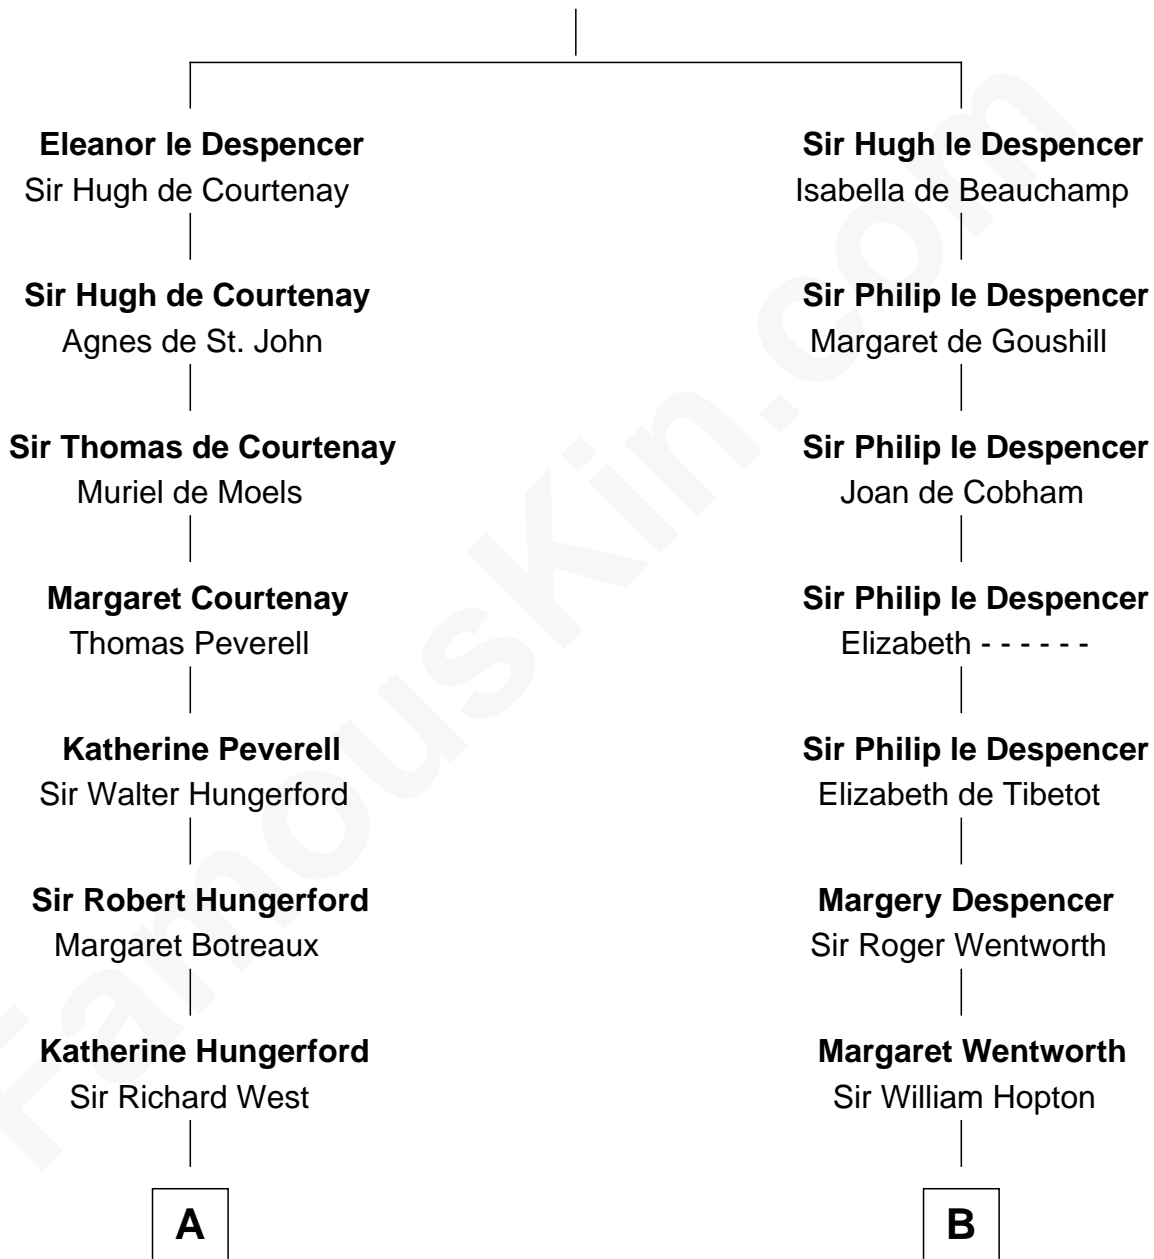 Eleanor le Despencer
Sir Hugh de Courtenay
Sir Hugh de Courtenay
Agnes de St. John
Sir Thomas de Courtenay
Muriel de Moels
Margaret Courtenay
Thomas Peverell
Katherine Peverell
Sir Walter Hungerford
Sir Robert Hungerford
Margaret Botreaux
Katherine Hungerford
Sir Richard West
A
Sir Hugh le Despencer
Isabella de Beauchamp
Sir Philip le Despencer
Margaret de Goushill
Sir Philip le Despencer
Joan de Cobham
Sir Philip le Despencer
Elizabeth - - - - - -
Sir Philip le Despencer
Elizabeth de Tibetot
Margery Despencer
Sir Roger Wentworth
Margaret Wentworth
Sir William Hopton
B
FamousKin.com